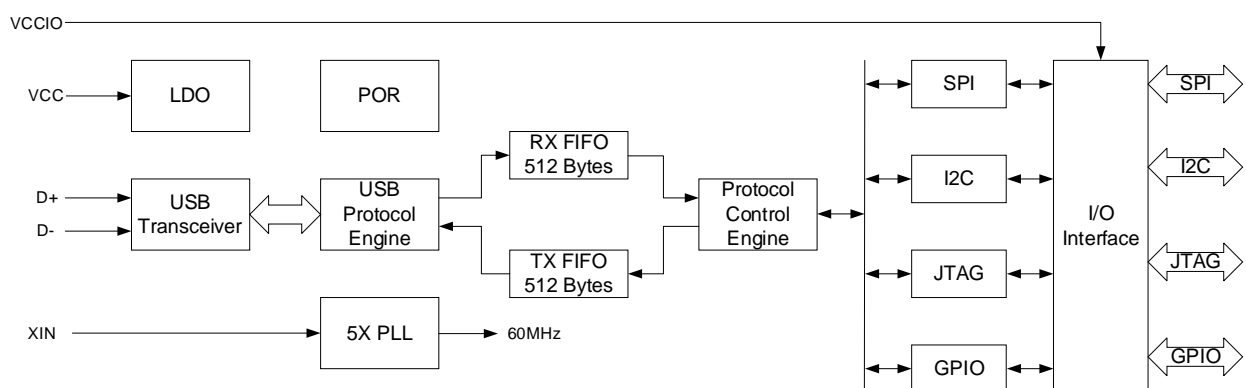 VCCIO
VCC
LDO
POR
SPI
SPI
RX FIFO
512 Bytes
I2C
I2C
D+
D-
USB
Transceiver
USB
Protocol
Engine
Protocol
Control
Engine
I/O
Interface
TX FIFO
512 Bytes
JTAG
JTAG
XIN
5X PLL
60MHz
GPIO
GPIO